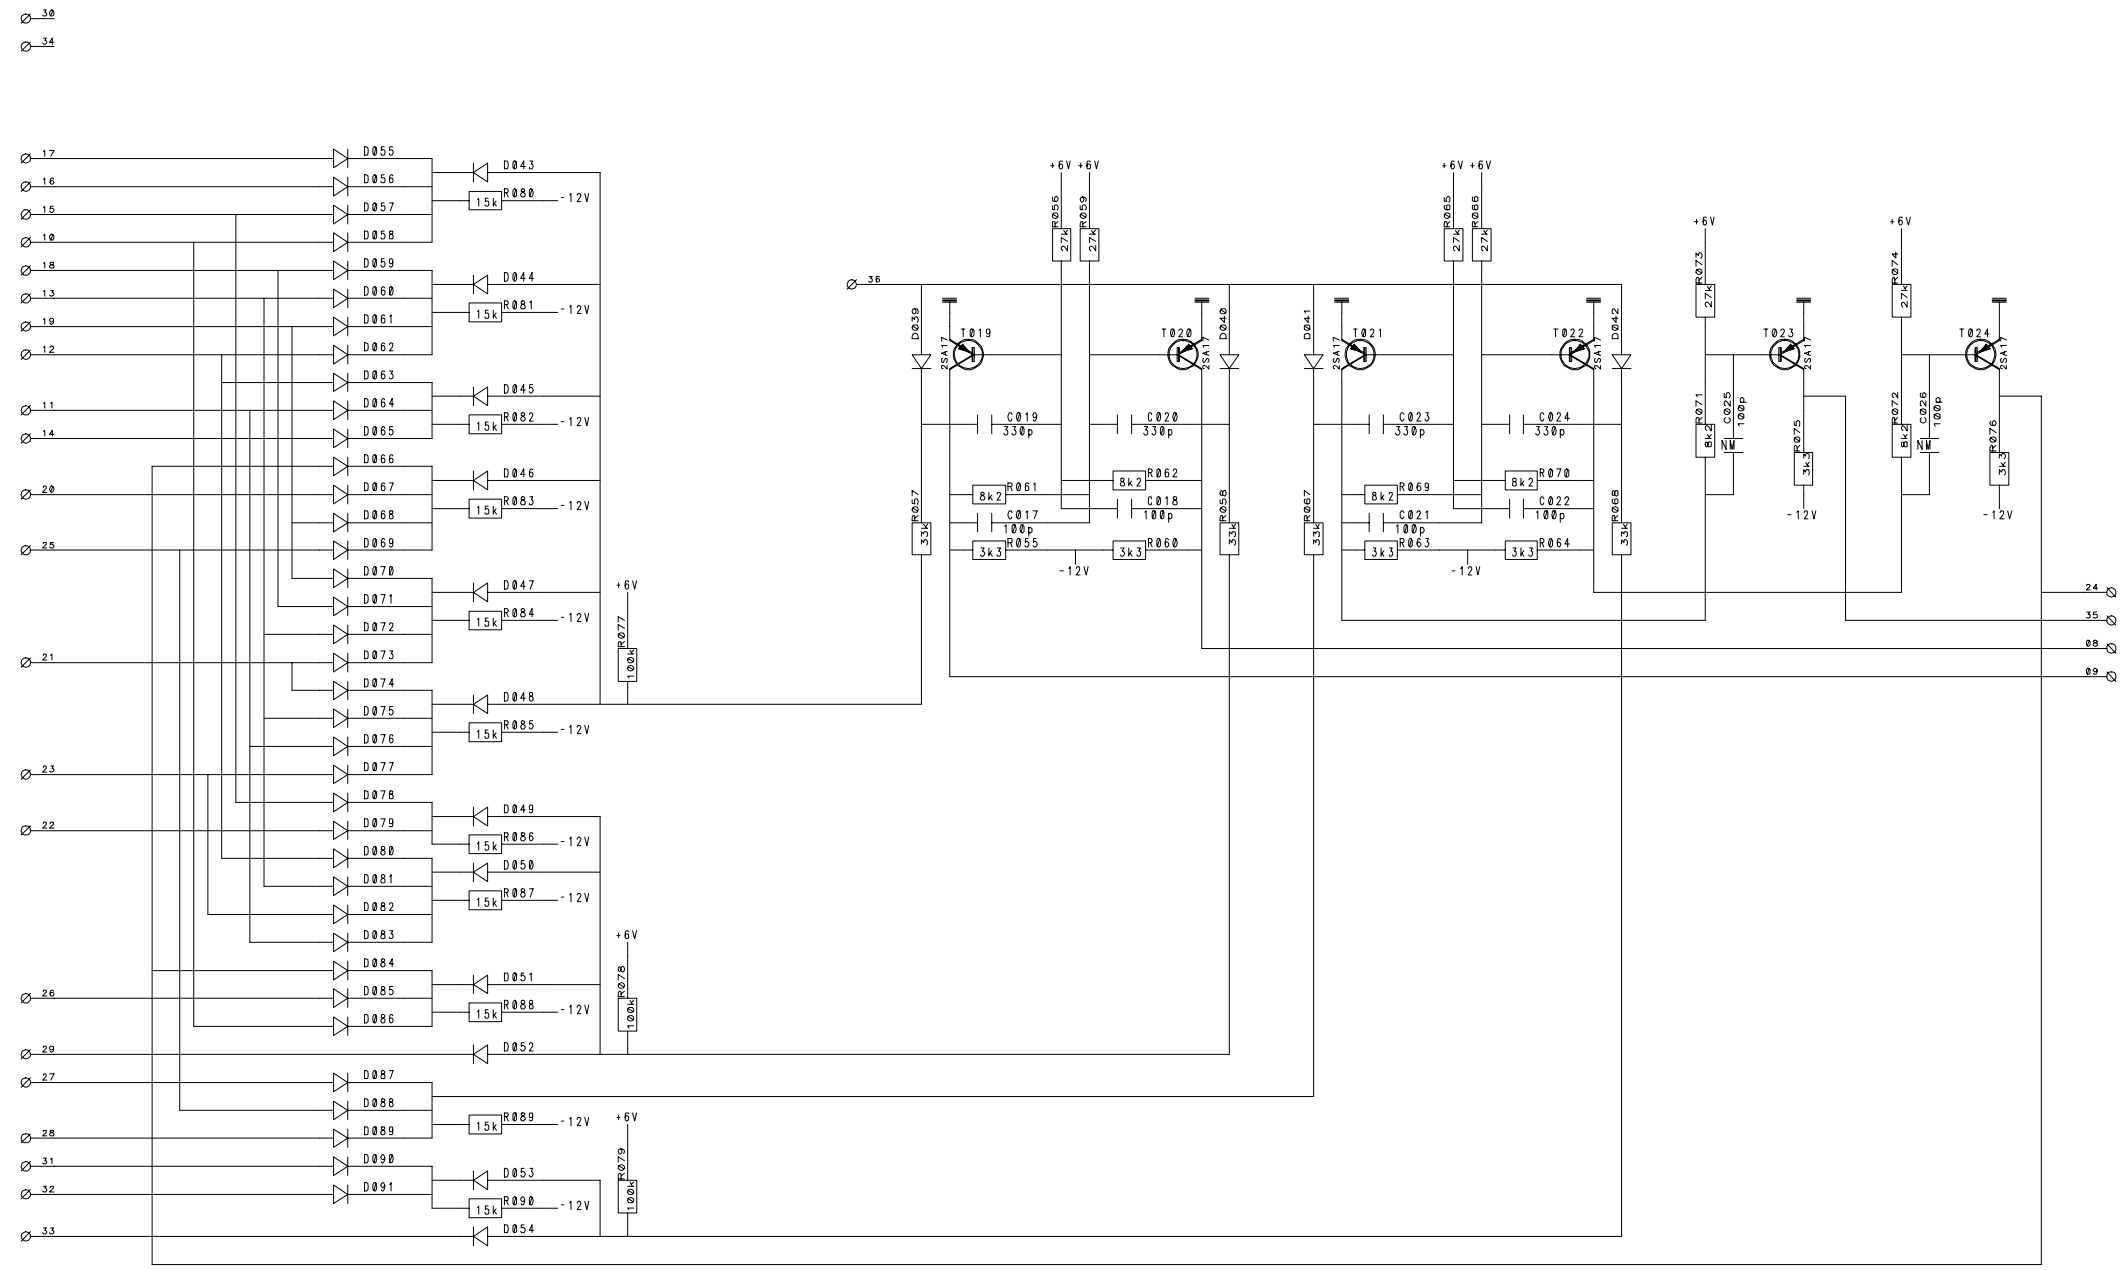 30
34
17
D055
D043
16
D056
R080
15k
-12V
15
D057
10
D058
18
D059
D044
13
D060
R081
15k
-12V
19
D061
12
D062
D063
D045
11
D064
R082
15k
-12V
14
D065
D066
D046
20
D067
R083
15k
-12V
D068
25
D069
D070
D047
D071
R084
15k
-12V
D072
21
D073
D074
D048
D075
R085
15k
-12V
D076
23
D077
D078
D049
22
D079
R086
15k
-12V
D080
D050
D081
R087
15k
-12V
D082
D083
D084
D051
26
D085
R088
15k
-12V
D086
29
D052
27
D087
D088
R089
15k
-12V
28
D089
31
D090
D053
32
D091
R090
15k
-12V
33
D054
+6V
R077
100k
+6V
R078
100k
+6V
R079
100k
36
+6V +6V
R056
27k
R059
27k
D039
T019
2SA17
T020
2SA17
D040
C019
330p
C020
330p
R062
8k2
R061
8k2
C018
100p
C017
100p
R055
3k3
R060
3k3
-12V
R057
33k
R058
33k
+6V +6V
R065
27k
R066
27k
D041
T021
2SA17
T022
2SA17
D042
C023
330p
C024
330p
R070
8k2
R069
8k2
C022
100p
C021
100p
R063
3k3
R064
3k3
-12V
R067
33k
R068
33k
+6V
R073
27k
T023
2SA17
R071
8k2
C025
100p
NM
R075
3k3
-12V
+6V
R074
27k
T024
2SA17
R072
8k2
C026
100p
NM
R076
3k3
-12V
24
35
08
09